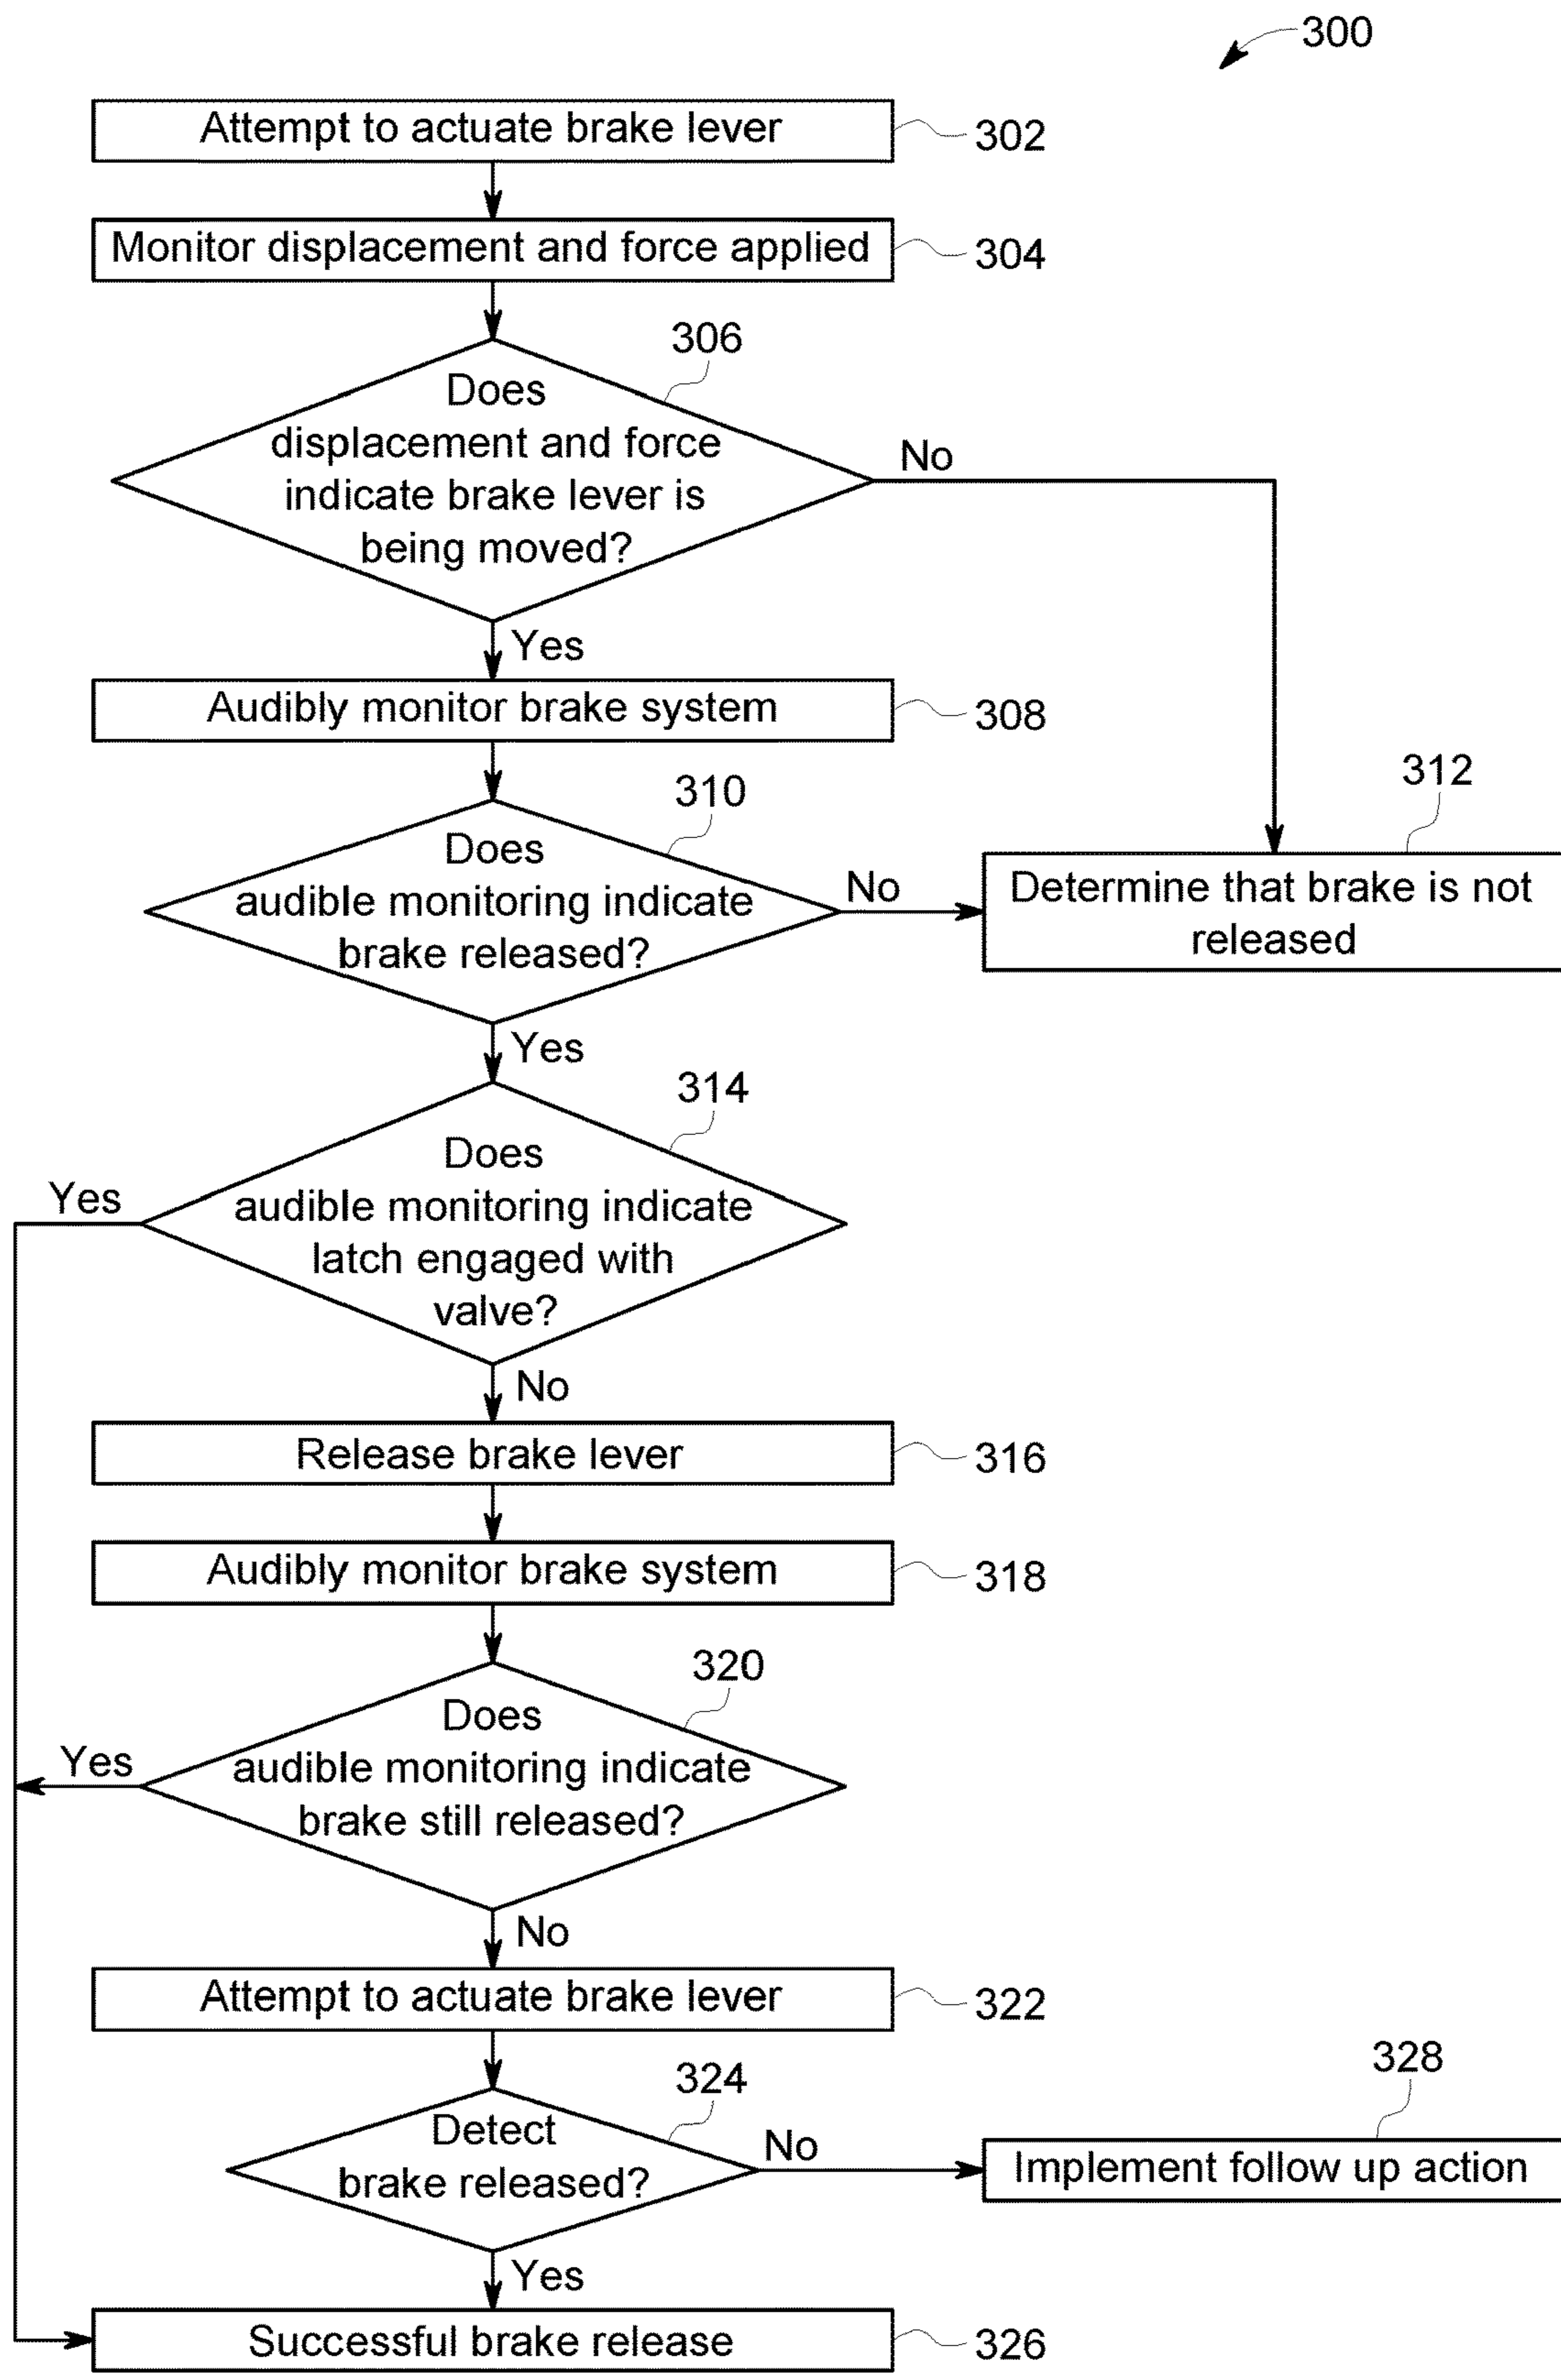 300
Attempt to actuate brake lever
302
Monitor displacement and force applied
304
306
Does
displacement and force
indicate brake lever is
being moved?
No
Yes
Audibly monitor brake system
308
310
312
Does
audible monitoring indicate
brake released?
No
Determine that brake is not
released
Yes
314
Does
audible monitoring indicate
latch engaged with
valve?
Yes
No
Release brake lever
316
Audibly monitor brake system
318
320
Does
audible monitoring indicate
brake still released?
Yes
No
Attempt to actuate brake lever
322
324
328
Detect
brake released?
No
Implement follow up action
Yes
Successful brake release
326